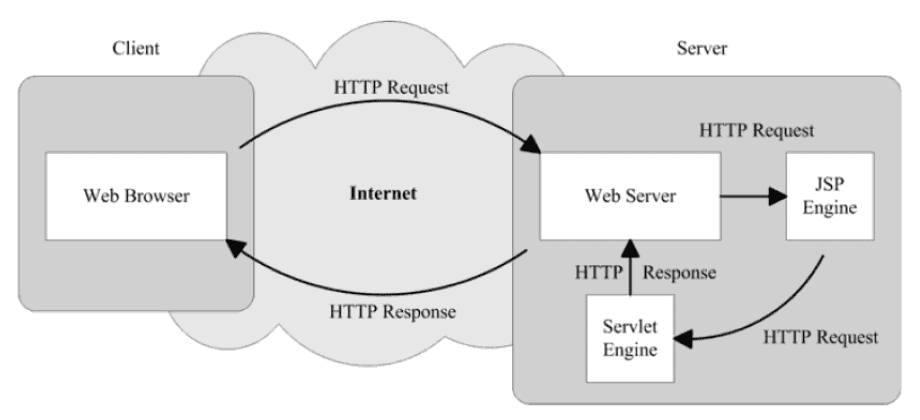 Client
Server
HTTP Request
HTTP Request
Web Browser
Internet
Web Server
JSP
Engine
HTTP Response
HTTP Response
Servlet
Engine
HTTP Request